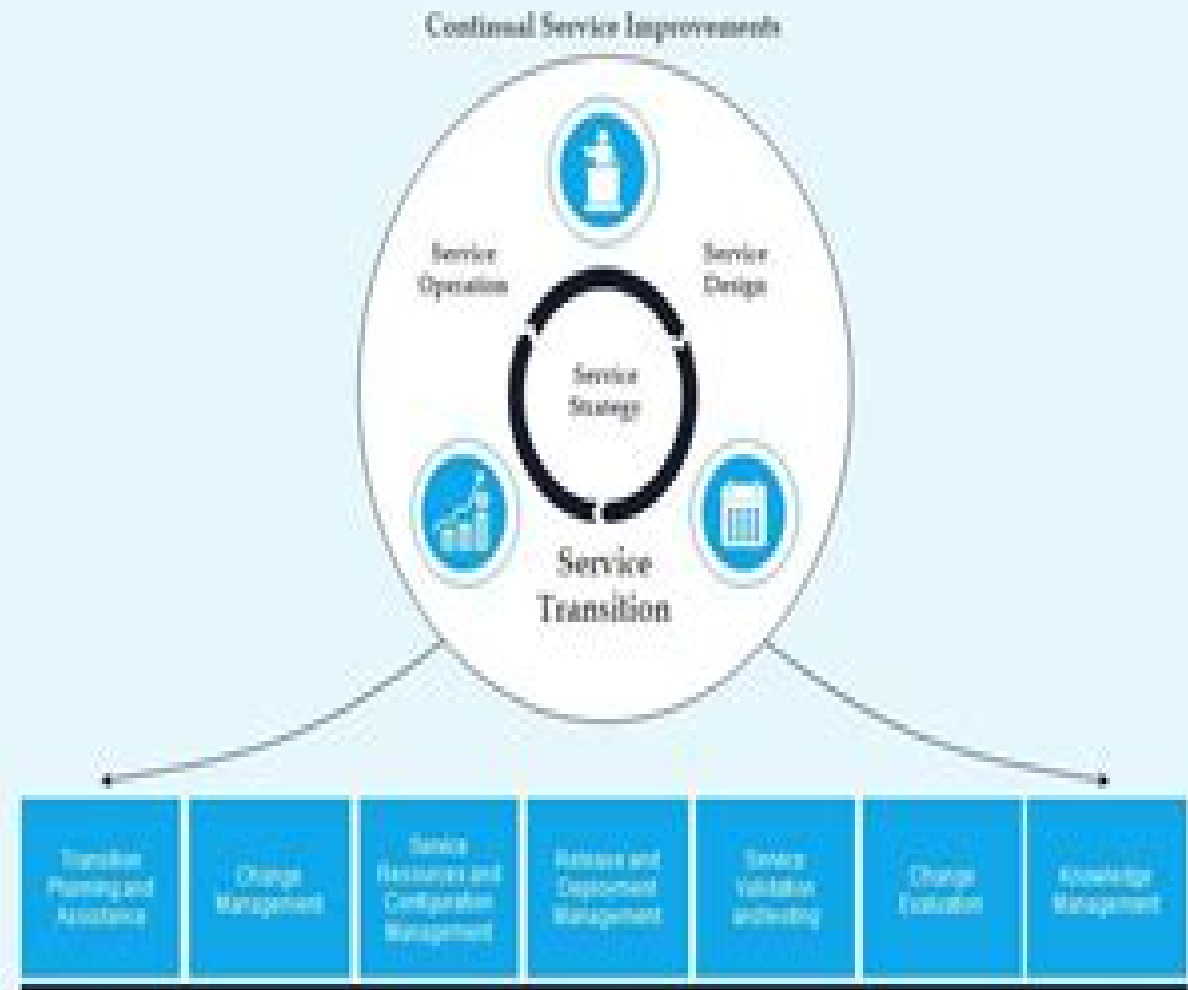 Continual Service Improvements
Service
Operation
Service
Design
Service
Strategy
Service
Transition
Transition
Planning and
Assistance
Change
Management
Service
Resources and
Configuration
Management
Release and
Deployment
Management
Service
Validation
and testing
Change
Evaluation
Knowledge
Management